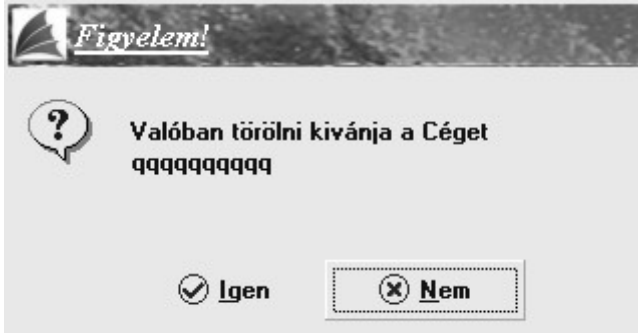 Figyelem!
Valóban törölni kivánja a Céget
qqqqqqqqqq
Igen
Nem